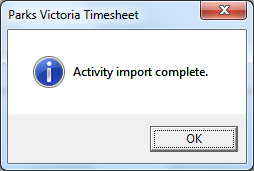 Parks Victoria Timesheet
Activity import complete.
OK